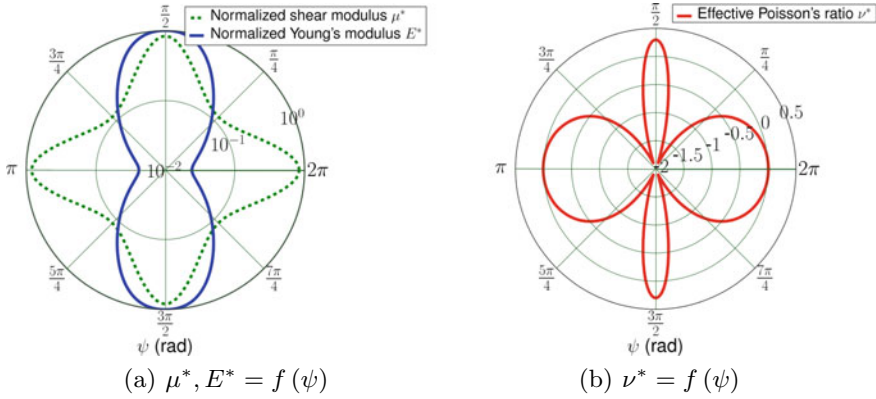 Normalized shear modulus μ*
Normalized Young's modulus E*
π/2
3π/4
π/4
10⁰
10⁻¹
10⁻²
π
2π
5π/4
7π/4
3π/2
ψ (rad)
(a) μ*, E* = f (ψ)
Effective Poisson's ratio ν*
π/2
3π/4
π/4
0.5
0
-0.5
-1
-1.5
-2
π
2π
5π/4
7π/4
3π/2
ψ (rad)
(b) ν* = f (ψ)